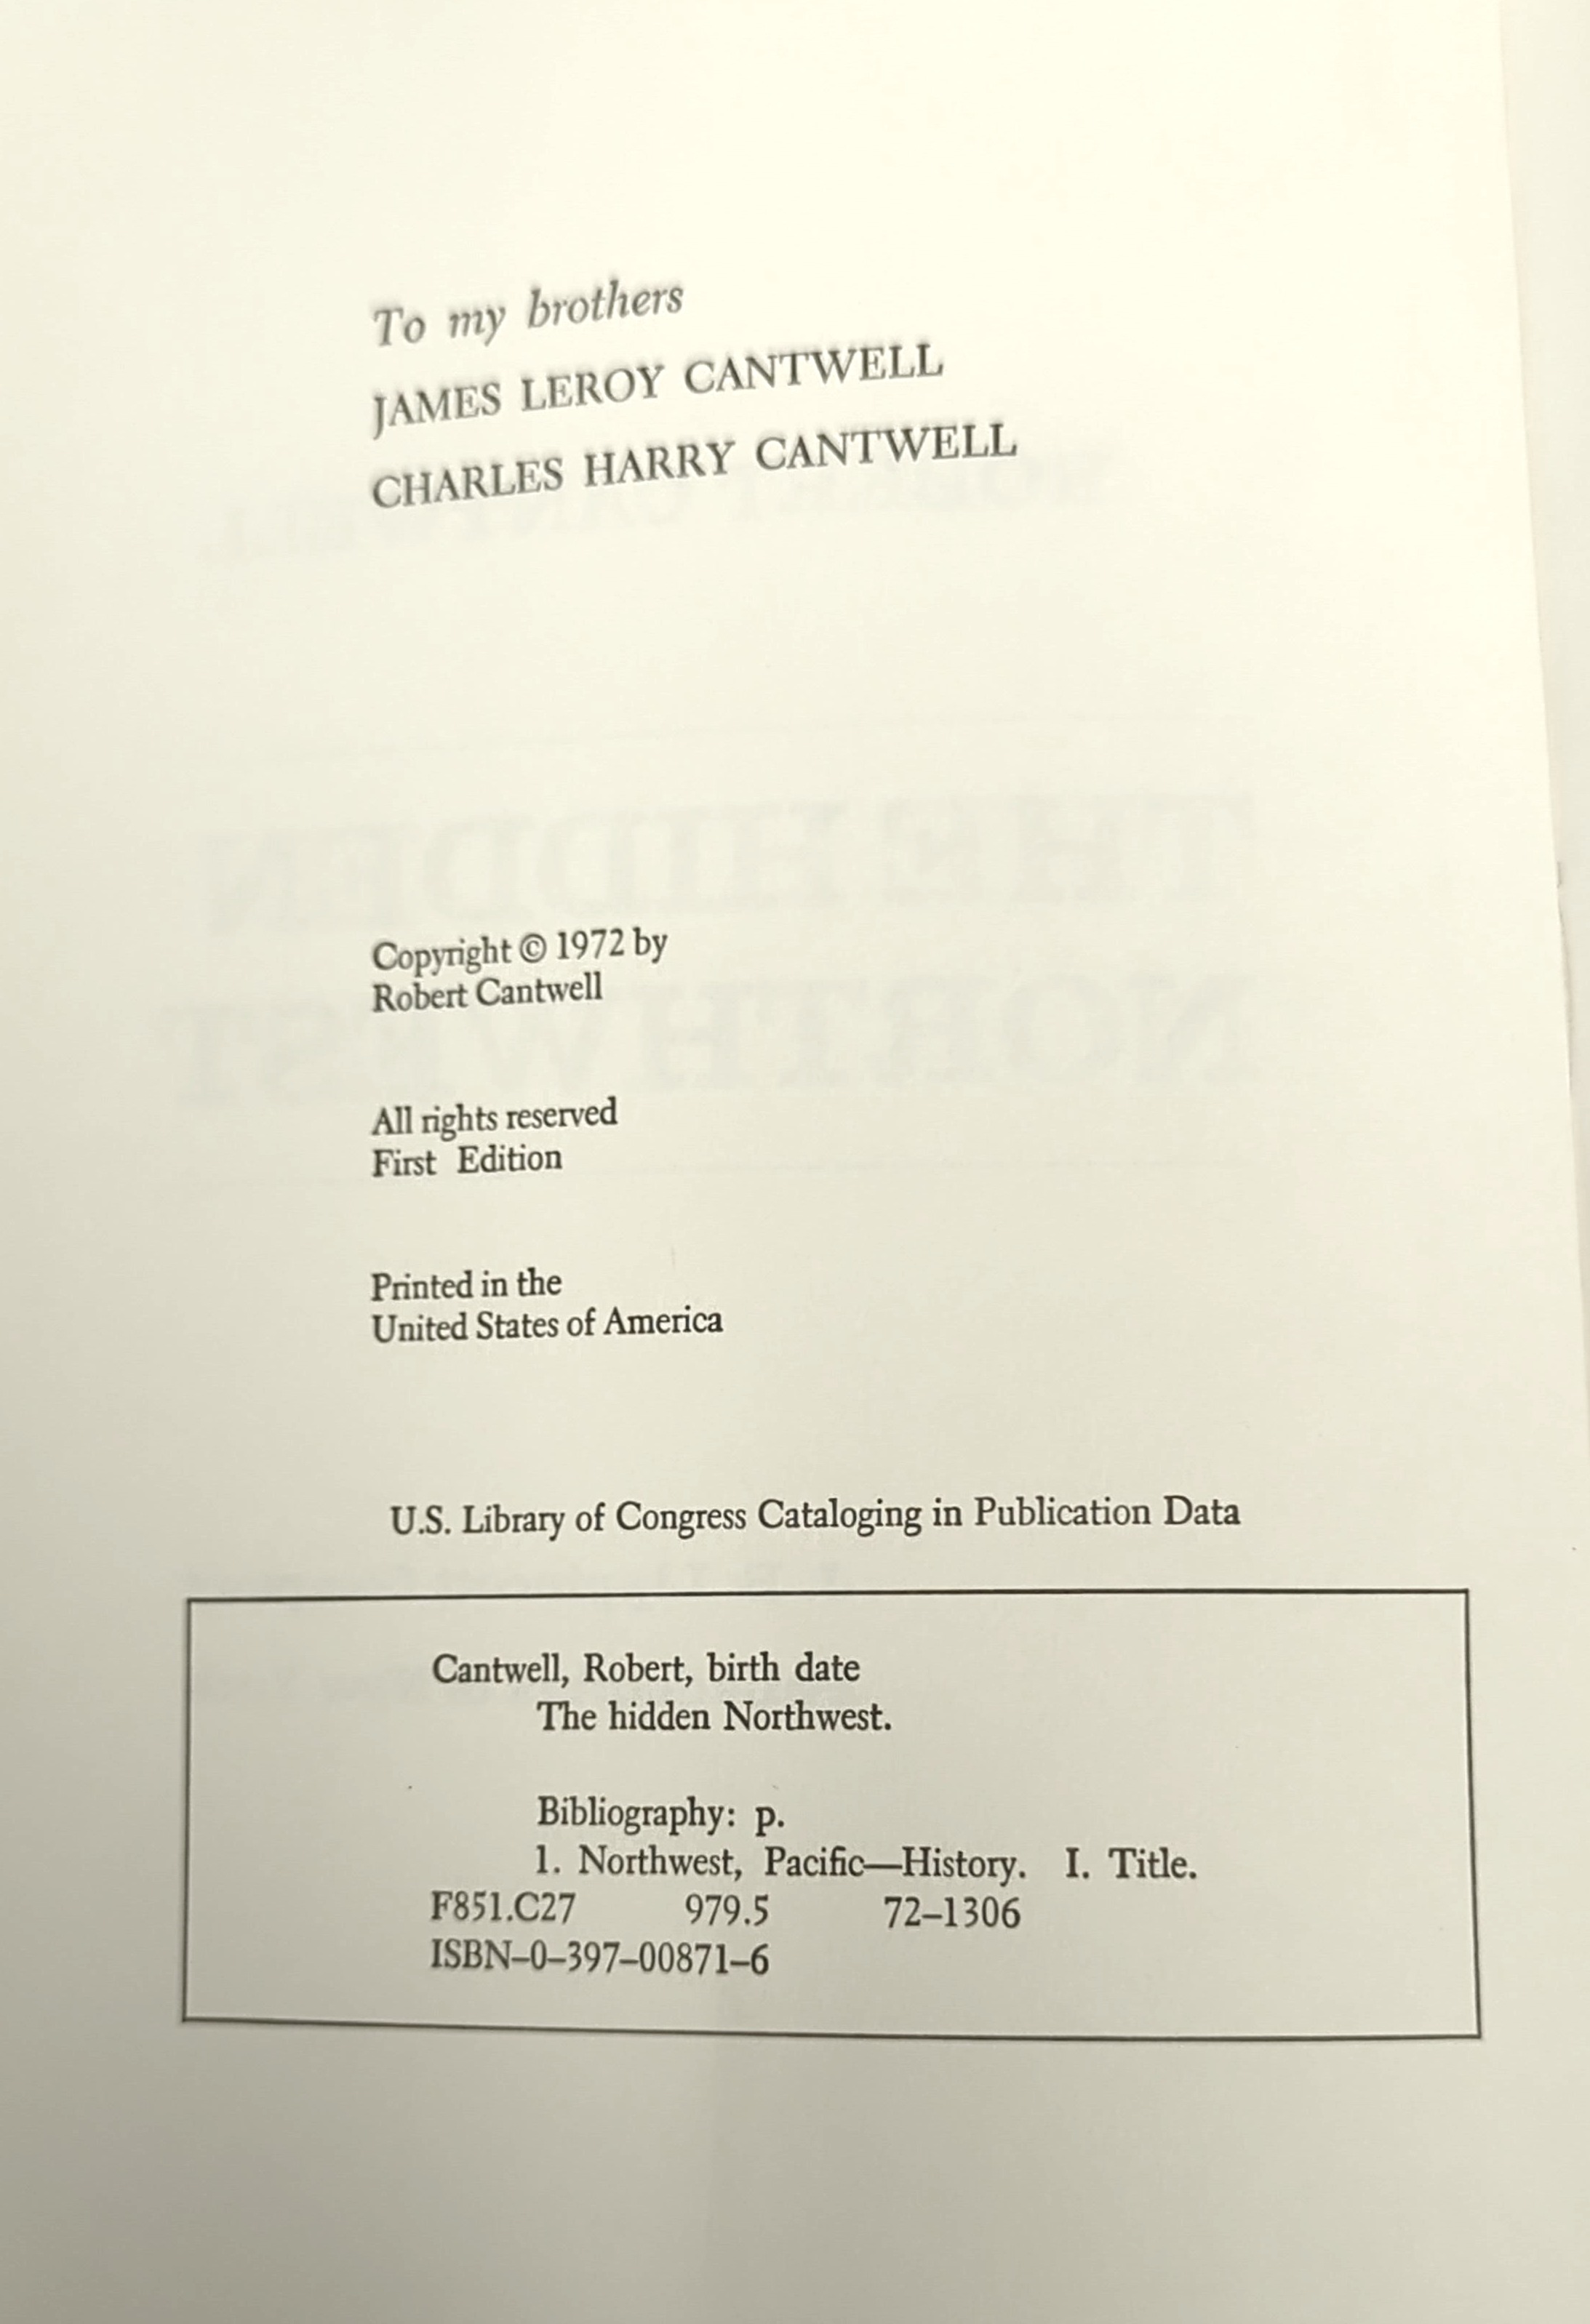 To my brothers
JAMES LEROY CANTWELL
CHARLES HARRY CANTWELL
Copyright © 1972 by
Robert Cantwell
All rights reserved
First Edition
Printed in the
United States of America
U.S. Library of Congress Cataloging in Publication Data
Cantwell, Robert, birth date
The hidden Northwest.
Bibliography: p.
1. Northwest, Pacific—History. I. Title.
F851.C27 979.5 72–1306
ISBN–0–397–00871–6